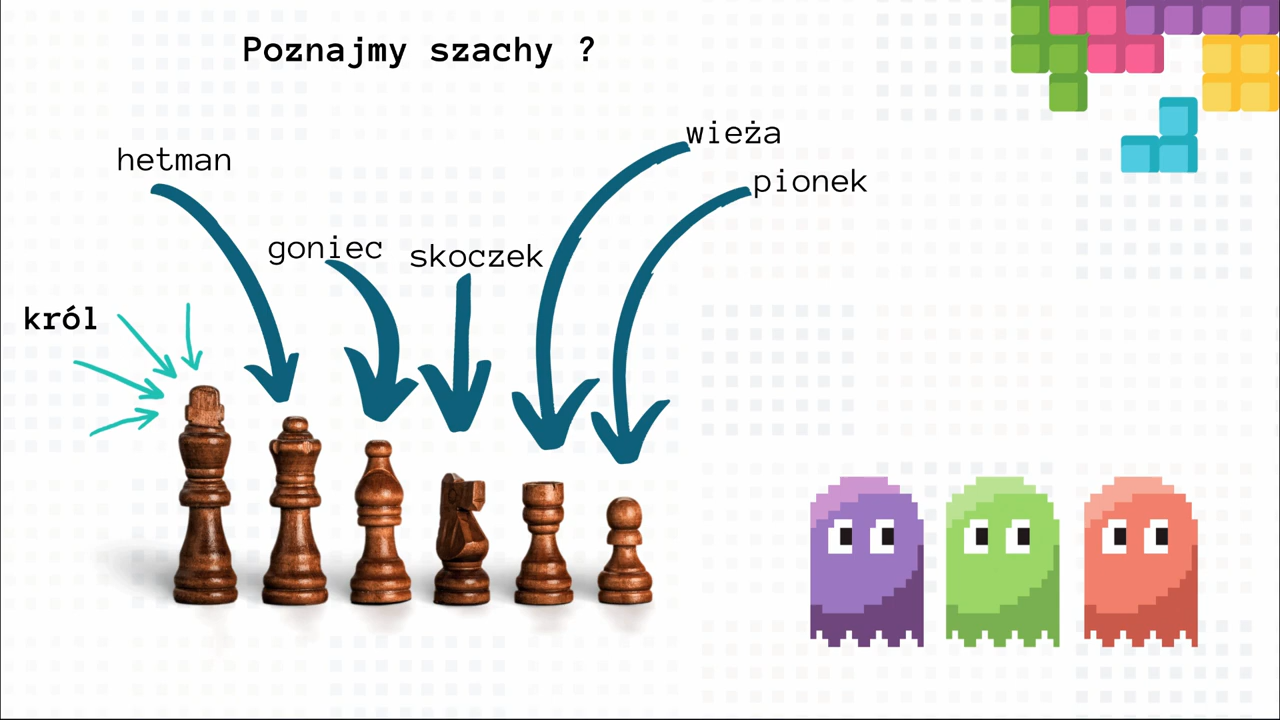 Poznajmy szachy ?
wieża
hetman
pionek
goniec
skoczek
król